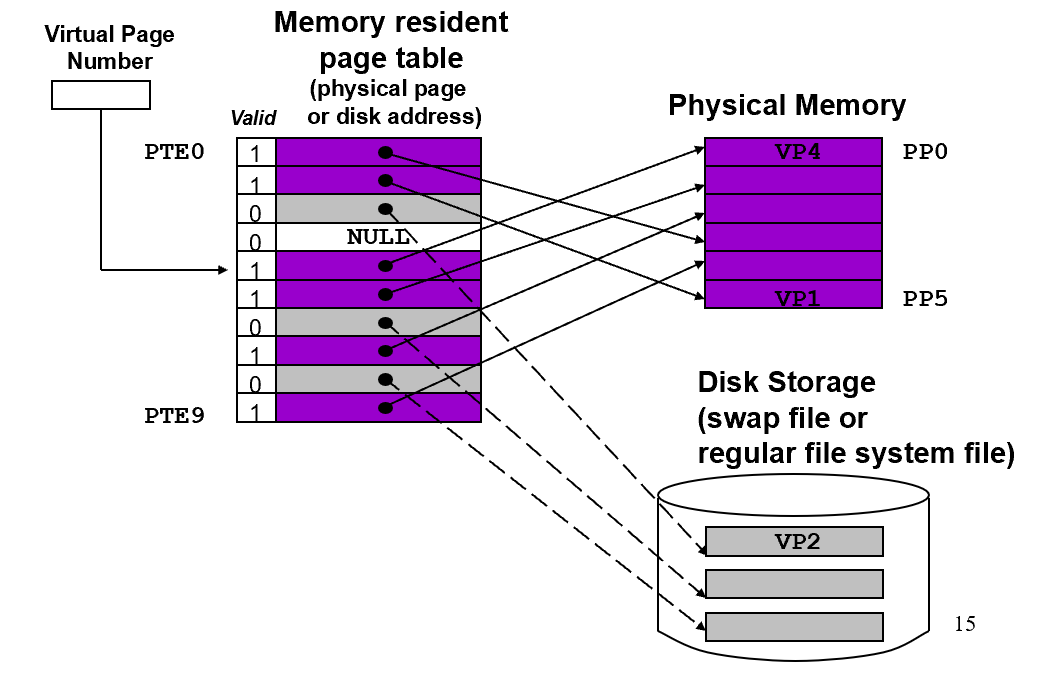 Virtual Page
Number
Memory resident
page table
(physical page
or disk address)
Valid
Physical Memory
PTE0
1
1
0
0
NULL
1
1
0
1
0
PTE9
1
VP4
PP0
VP1
PP5
Disk Storage
(swap file or
regular file system file)
VP2
15